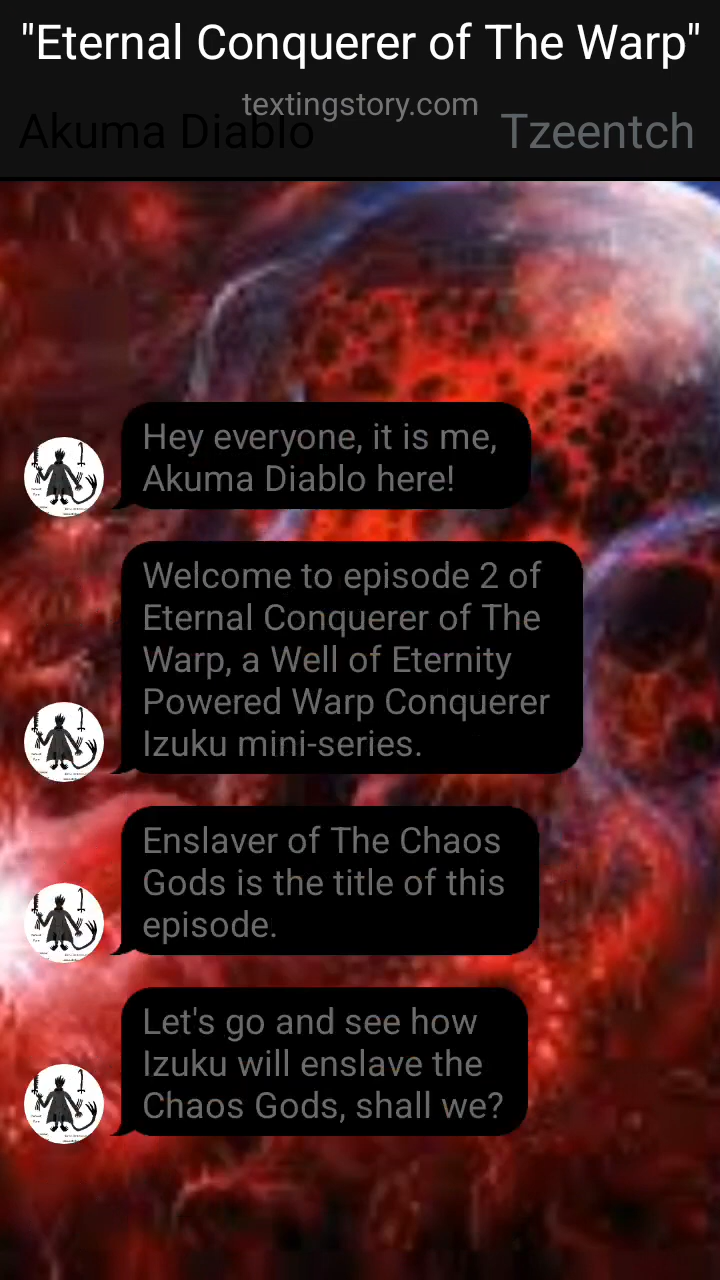 "Eternal Conquerer of The Warp"
textingstory.com
Akuma Diablo
Tzeentch
Hey everyone, it is me,
Akuma Diablo here!
Welcome to episode 2 of
Eternal Conquerer of The
Warp, a Well of Eternity
Powered Warp Conquerer
Izuku mini-series.
Enslaver of The Chaos
Gods is the title of this
episode.
Let's go and see how
Izuku will enslave the
Chaos Gods, shall we?